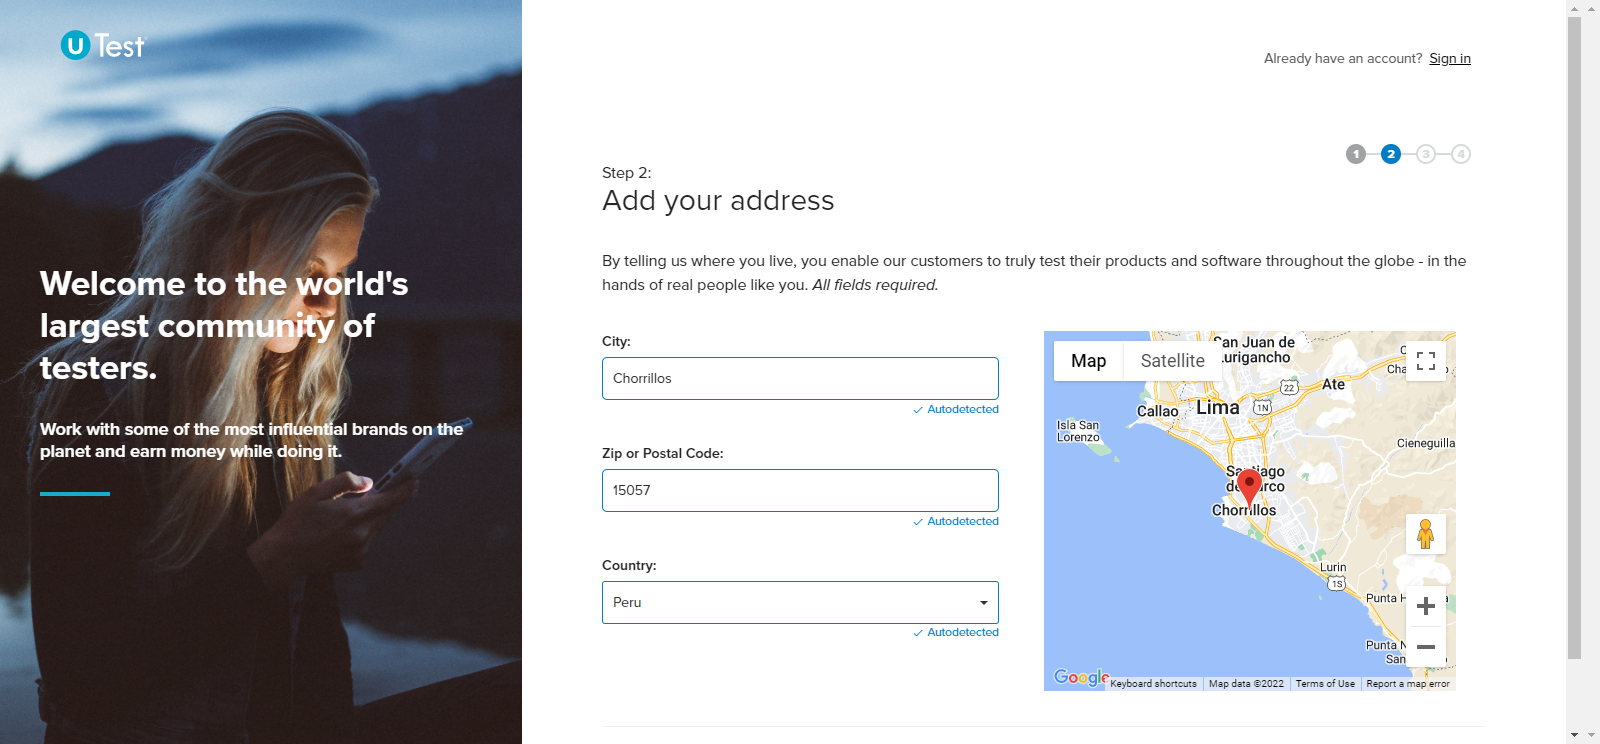 U Test
Already have an account? Sign in
1 2 3 4
Step 2:
Add your address
Welcome to the world's
largest community of
testers.
Work with some of the most influential brands on the
planet and earn money while doing it.
By telling us where you live, you enable our customers to truly test their products and software throughout the globe - in the
hands of real people like you. All fields required.
City:
Chorrillos
✓ Autodetected
Zip or Postal Code:
15057
✓ Autodetected
Country:
Peru
✓ Autodetected
Map Satellite
San Juan de
Lurigancho
22
Ate
Callao
Lima
1N
Isla San
Lorenzo
Cieneguilla
Santiago
de Surco
Chorrillos
Lurin
1S
Punta H
Punta N
San
Google
Keyboard shortcuts Map data ©2022 Terms of Use Report a map error